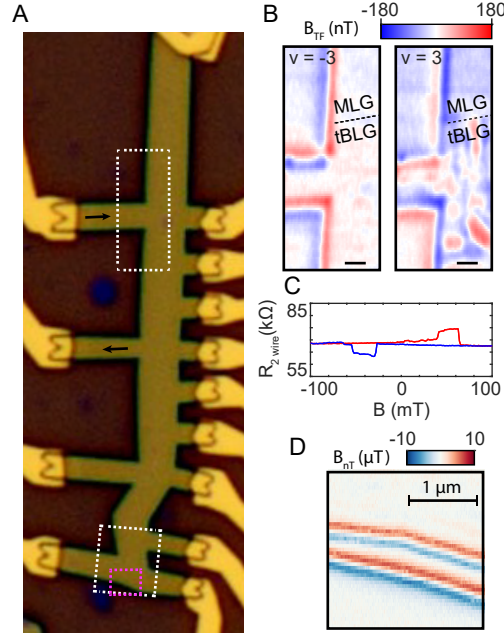 A
B
B_TF (nT)
-180
180
ν = -3
MLG
tBLG
ν = 3
MLG
tBLG
C
R_2 wire (kΩ)
85
55
-100
0
100
B (mT)
D
B_nT (µT)
-10
10
1 µm